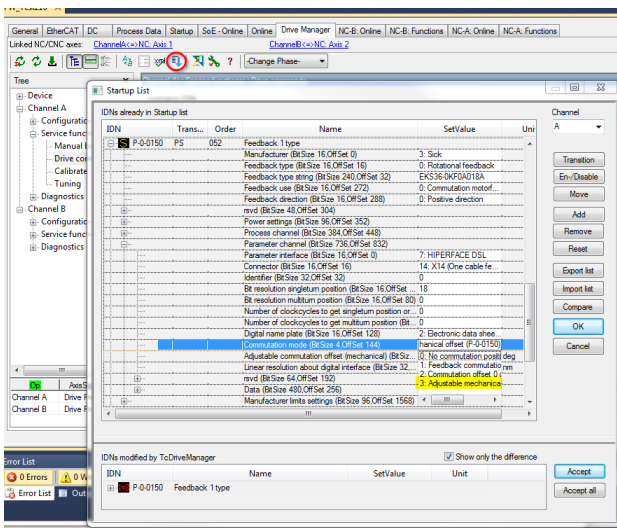 General EtherCAT DC Process Data Startup SoE - Online Online Drive Manager NC-B: Online NC-B: Functions NC-A: Online NC-A: Functions
Linked NC/CNC axes: ChannelA<=>NC: Axis 1 ChannelB<=>NC: Axis 2
-Change Phase-
Tree
Device
Channel A
Configuratio
Service func
Manual
Drive co
Calibrate
Tuning
Diagnostics
Channel B
Configuratio
Service func
Diagnostics
Op AxisS
Channel A Drive F
Channel B Drive F
Error List
0 Errors 0 W
Error List Out
Startup List
IDNs already in Startup list
Channel
A
IDN Trans... Order Name SetValue Uni
P-0-0150 PS 052 Feedback 1 type
Manufacturer (BitSize 16,OffSet 0) 3: Sick
Feedback type (BitSize 16,OffSet 16) 0: Rotational feedback
Feedback type string (BitSize 240,OffSet 32) EKS36-0KF0A018A
Feedback use (BitSize 16,OffSet 272) 0: Commutation motorf...
Feedback direction (BitSize 16,OffSet 288) 0: Positive direction
rsvd (BitSize 48,OffSet 304)
Power settings (BitSize 96,OffSet 352)
Process channel (BitSize 384,OffSet 448)
Parameter channel (BitSize 736,OffSet 832)
Parameter interface (BitSize 16,OffSet 0) 7: HIPERFACE DSL
Connector (BitSize 16,OffSet 16) 14: X14 (One cable fe...
Identifier (BitSize 32,OffSet 32) 0
Bit resolution singleturn position (BitSize 16,OffSet ... 18
Bit resolution multiturn position (BitSize 16,OffSet 80) 0
Number of clockcycles to get singleturn position or... 0
Number of clockcycles to get multiturn position (Bit... 0
Digital name plate (BitSize 16,OffSet 128) 2: Electronic data shee...
Commutation mode (BitSize 4,OffSet 144) hanical offset (P-0-0150)
Adjustable commutation offset (mechanical) (BitSiz... 0: No commutation positi deg
Linear resolution about digital interface (BitSize 32,... 1: Feedback commutatio nm
rsvd (BitSize 64,OffSet 192) 2: Commutation offset 0
Data (BitSize 480,OffSet 256) 3: Adjustable mechanica
Manufacturer limits settings (BitSize 96,OffSet 1568)
Transition
En-/Disable
Move
Add
Remove
Reset
Export list
Import list
Compare
OK
Cancel
IDNs modified by TcDriveManager Show only the difference
IDN Name SetValue Unit
P-0-0150 Feedback 1 type
Accept
Accept all